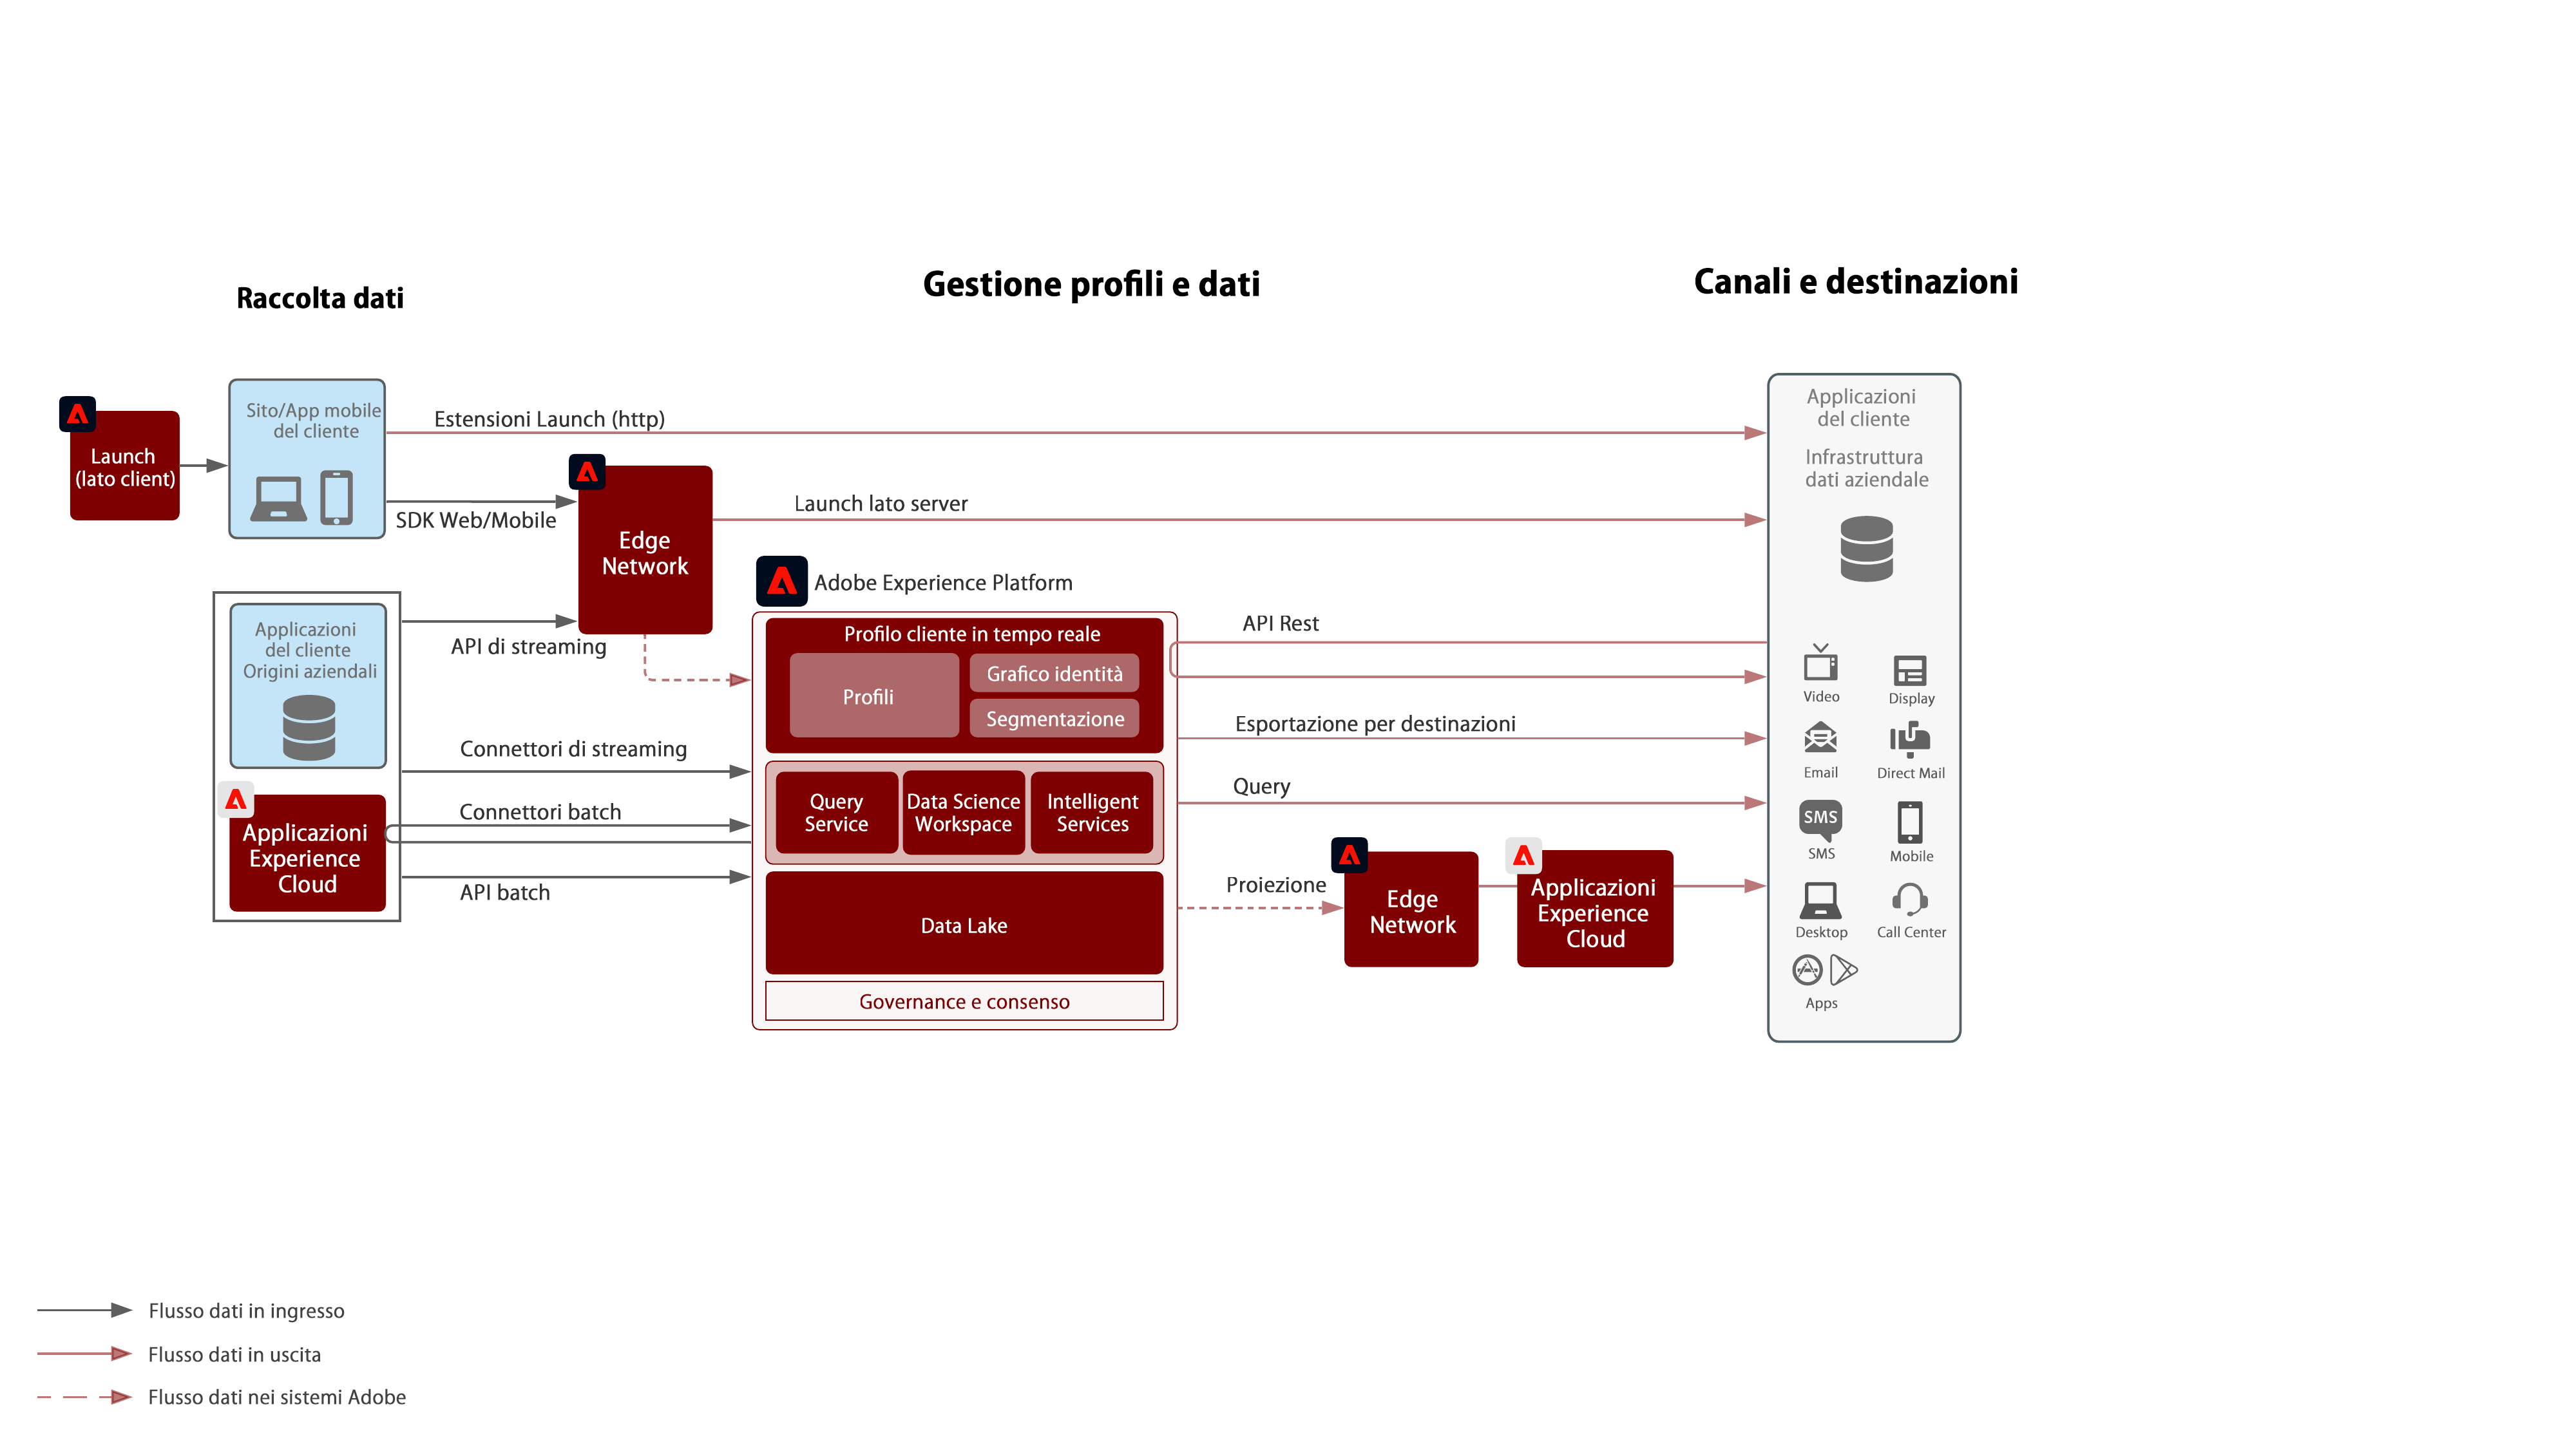 Raccolta dati
Gestione profili e dati
Canali e destinazioni
Launch
(lato client)
Sito/App mobile
del cliente
Estensioni Launch (http)
SDK Web/Mobile
Edge
Network
Launch lato server
Applicazioni
del cliente
Origini aziendali
API di streaming
Connettori di streaming
Connettori batch
API batch
Applicazioni
Experience
Cloud
Adobe Experience Platform
Profilo cliente in tempo reale
Profili
Grafico identità
Segmentazione
Query
Service
Data Science
Workspace
Intelligent
Services
Data Lake
Governance e consenso
API Rest
Esportazione per destinazioni
Query
Proiezione
Edge
Network
Applicazioni
Experience
Cloud
Applicazioni
del cliente
Infrastruttura
dati aziendale
Video
Display
Email
Direct Mail
SMS
SMS
Mobile
Desktop
Call Center
Apps
Flusso dati in ingresso
Flusso dati in uscita
Flusso dati nei sistemi Adobe